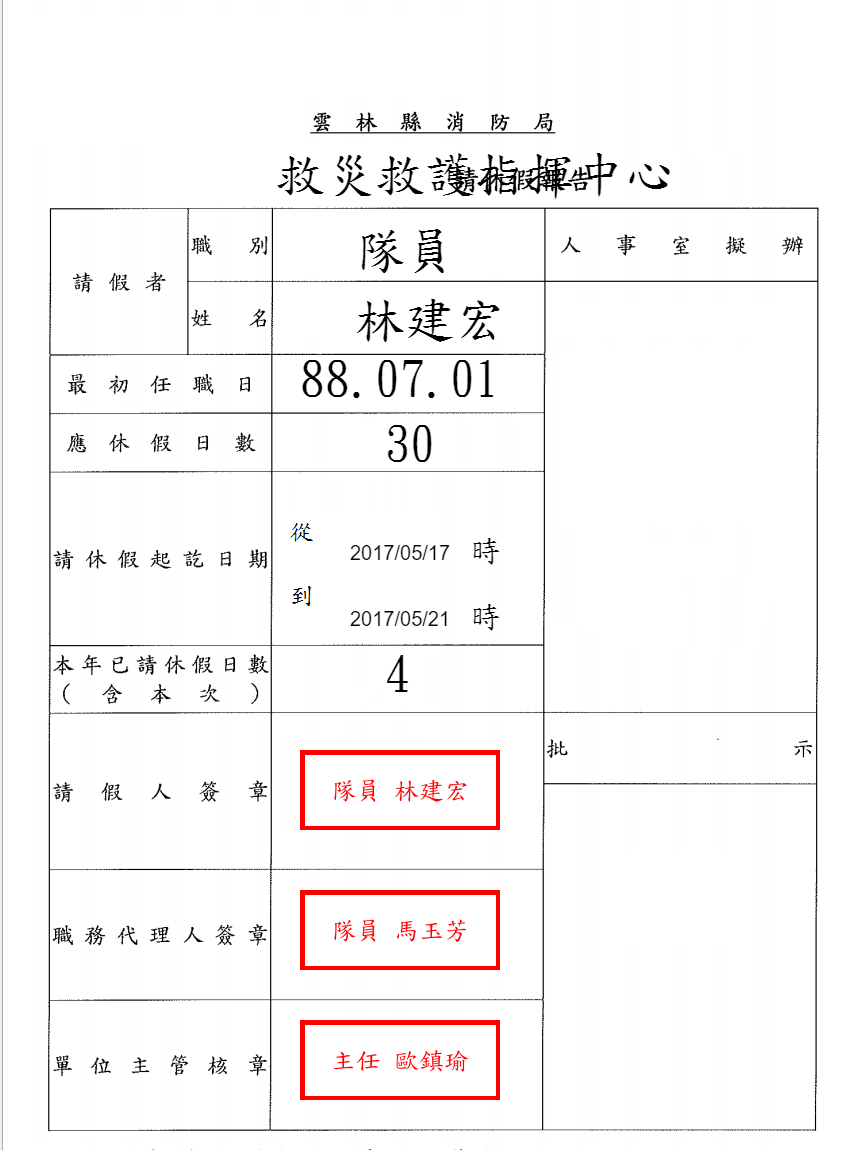 雲林縣消防局
救災救護指揮中心
請休假報告
請假者
職別
隊員
人事室擬辦
姓名
林建宏
最初任職日
88.07.01
應休假日數
30
請休假起訖日期
從
2017/05/17 時
到
2017/05/21 時
本年已請休假日數
(含本次)
4
批示
請假人簽章
隊員 林建宏
職務代理人簽章
隊員 馬玉芳
單位主管核章
主任 歐鎮瑜